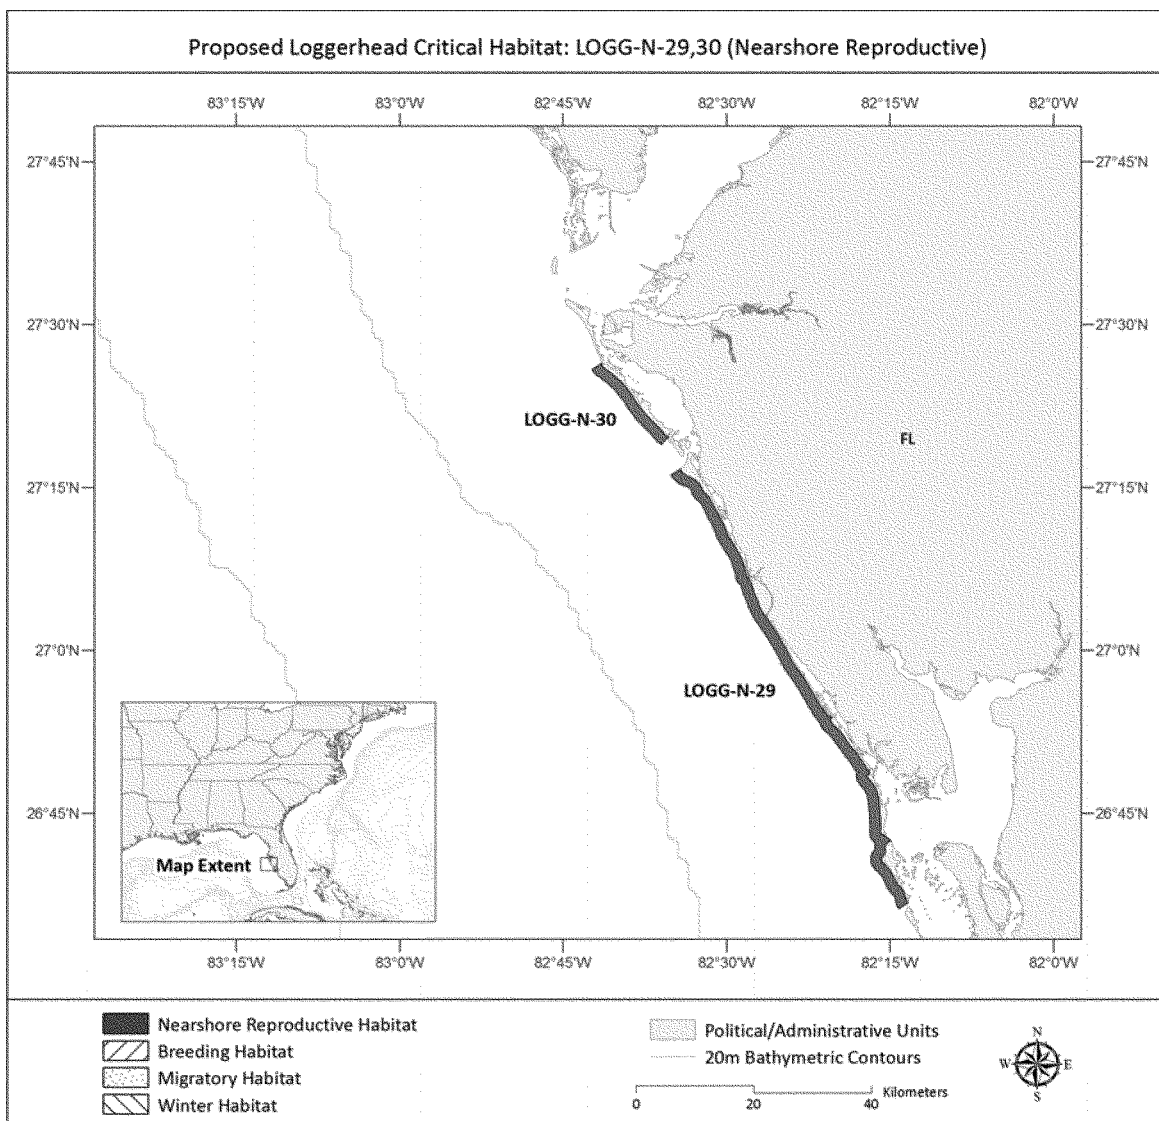 Proposed Loggerhead Critical Habitat: LOGG-N-29,30 (Nearshore Reproductive)
83°15'W 83°0'W 82°45'W 82°30'W 82°15'W 82°0'W
27°45'N 27°45'N
27°30'N 27°30'N
LOGG-N-30
FL
27°15'N 27°15'N
27°0'N 27°0'N
LOGG-N-29
26°45'N 26°45'N
Map Extent
83°15'W 83°0'W 82°45'W 82°30'W 82°15'W 82°0'W
Nearshore Reproductive Habitat
Breeding Habitat
Migratory Habitat
Winter Habitat
Political/Administrative Units
20m Bathymetric Contours
Kilometers
0 20 40
N
W E
S